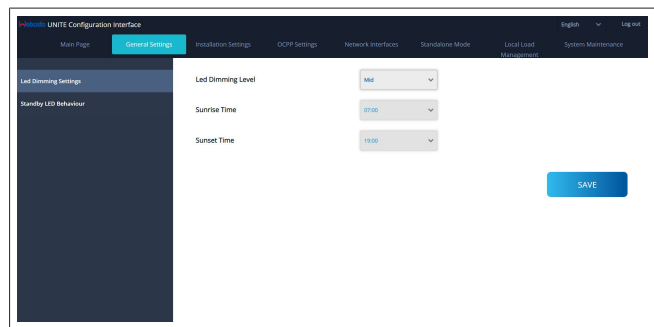 Webasto UNITE Configuration Interface
English
Log out
Main Page
General Settings
Installation Settings
OCPP Settings
Network Interfaces
Standalone Mode
Local Load
Management
System Maintenance
Led Dimming Settings
Standby LED Behaviour
Led Dimming Level
Mid
Sunrise Time
07:00
Sunset Time
19:00
SAVE